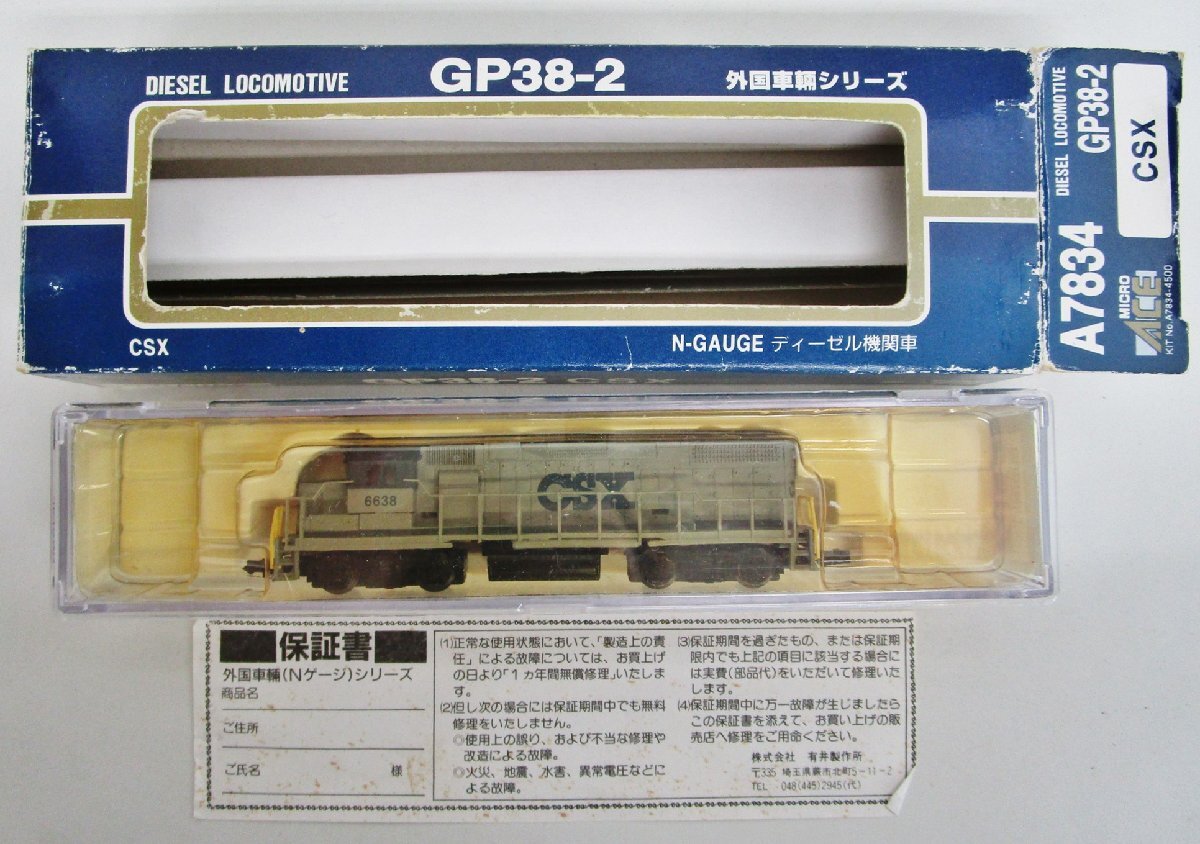 DIESEL LOCOMOTIVE
GP38-2
外国車輛シリーズ
CSX
N-GAUGE ディーゼル機関車
GP38-2 CSX
A7834
DIESEL LOCOMOTIVE
GP38-2
CSX
MICRO
ACE
KIT No.A7834-4500
6638
CSX
保証書
外国車輛(Nゲージ)シリーズ
商品名
ご住所
ご氏名 様
(1)正常な使用状態において、「製造上の責
任」による故障については、お買上げ
の日より「1ヵ年間無償修理」いたしま
す。
(2)但し次の場合には保証期間中でも無料
修理をいたしません。
◎使用上の誤り、および不当な修理や
改造による故障。
◎火災、地震、水害、異常電圧などに
よる故障。
(3)保証期間を過ぎたもの、または保証期
限内でも上記の項目に該当する場合に
は実費(部品代)をいただいて修理いた
します。
(4)保証期間中に万一故障が生じましたら
この保証書を添えて、お買い上げの販
売店へ修理をご用命ください。
株式会社 有井製作所
〒335 埼玉県蕨市北町5-11-2
TEL 048(445)2945(代)